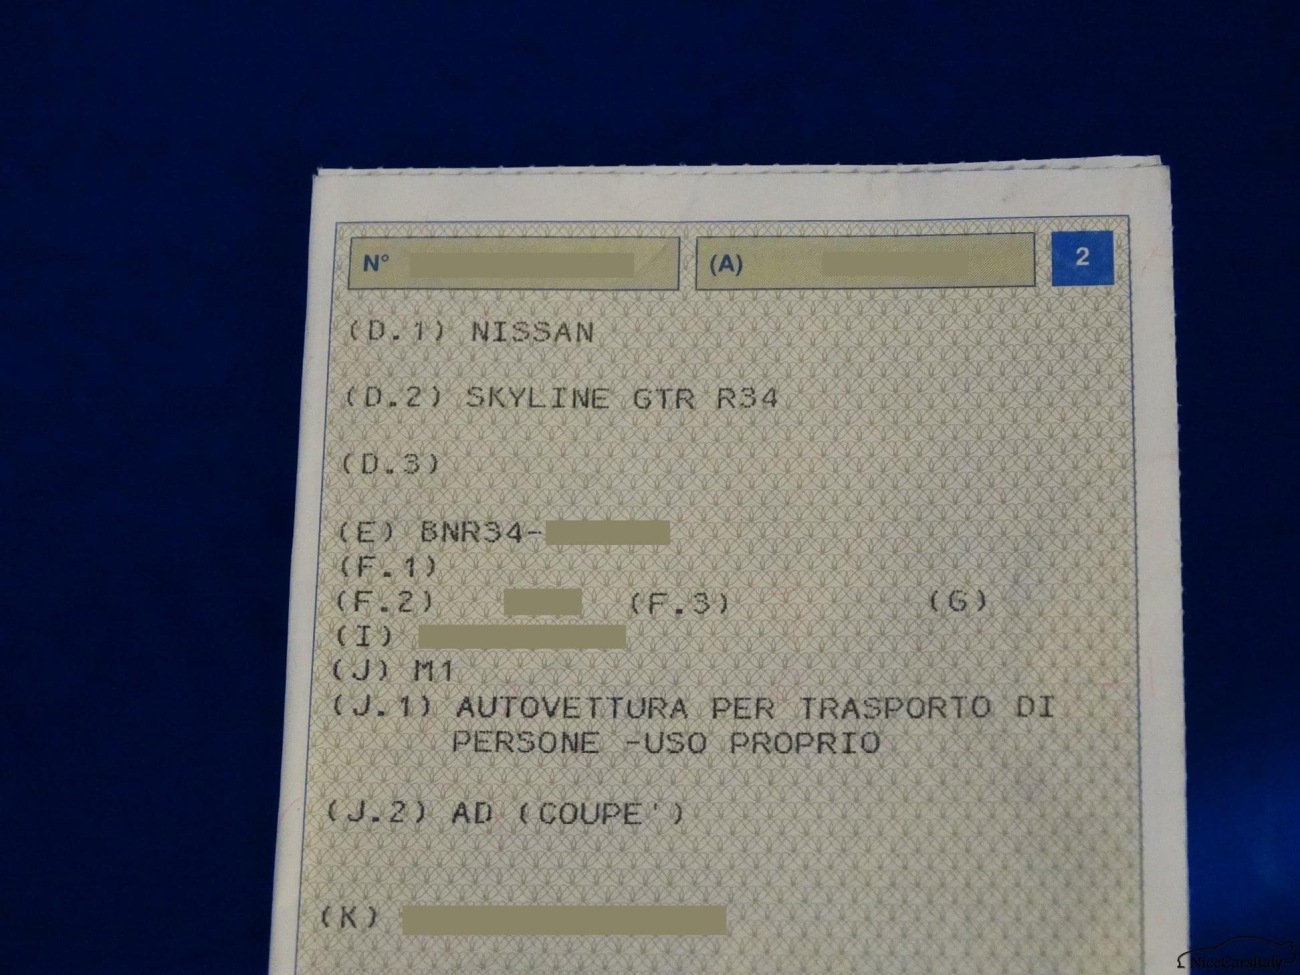 N° (A) 2
(D.1) NISSAN
(D.2) SKYLINE GTR R34
(D.3)
(E) BNR34-
(F.1)
(F.2) (F.3) (G)
(I)
(J) M1
(J.1) AUTOVETTURA PER TRASPORTO DI
PERSONE -USO PROPRIO
(J.2) AD (COUPE')
(K)
NiceCarsItaly